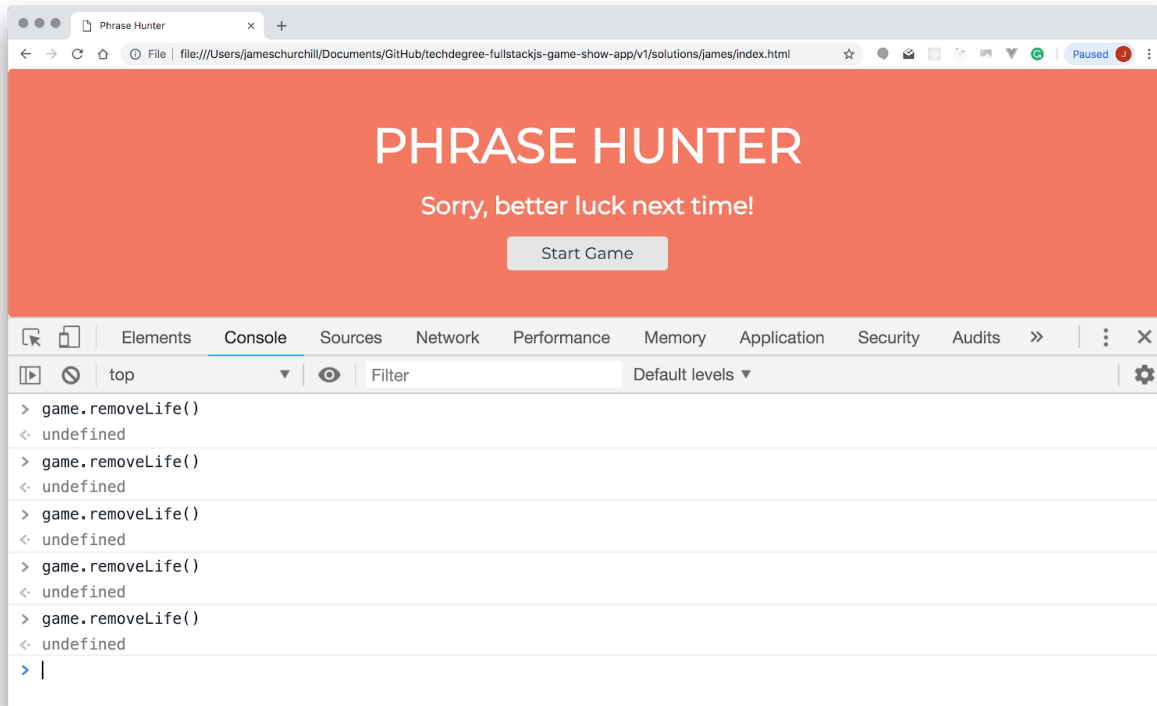 Phrase Hunter
File file:///Users/jameschurchill/Documents/GitHub/techdegree-fullstackjs-game-show-app/v1/solutions/james/index.html Paused J
PHRASE HUNTER
Sorry, better luck next time!
Start Game
Elements Console Sources Network Performance Memory Application Security Audits
top Filter Default levels
> game.removeLife()
undefined
> game.removeLife()
undefined
> game.removeLife()
undefined
> game.removeLife()
undefined
> game.removeLife()
undefined
>